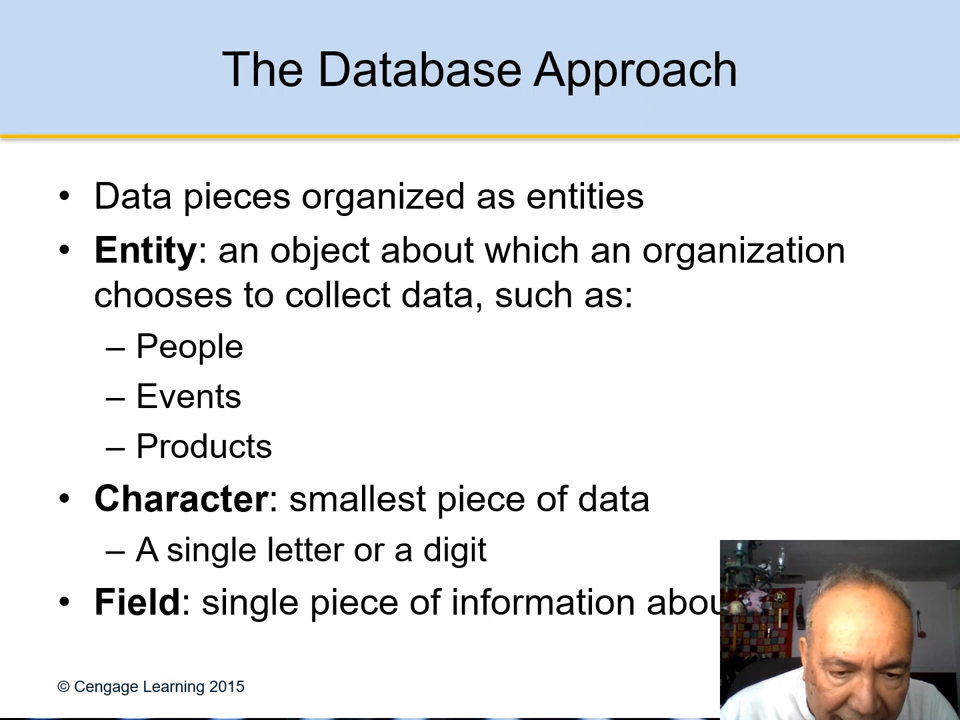 The Database Approach
• Data pieces organized as entities
• Entity: an object about which an organization
chooses to collect data, such as:
– People
– Events
– Products
• Character: smallest piece of data
– A single letter or a digit
• Field: single piece of information
© Cengage Learning 2015